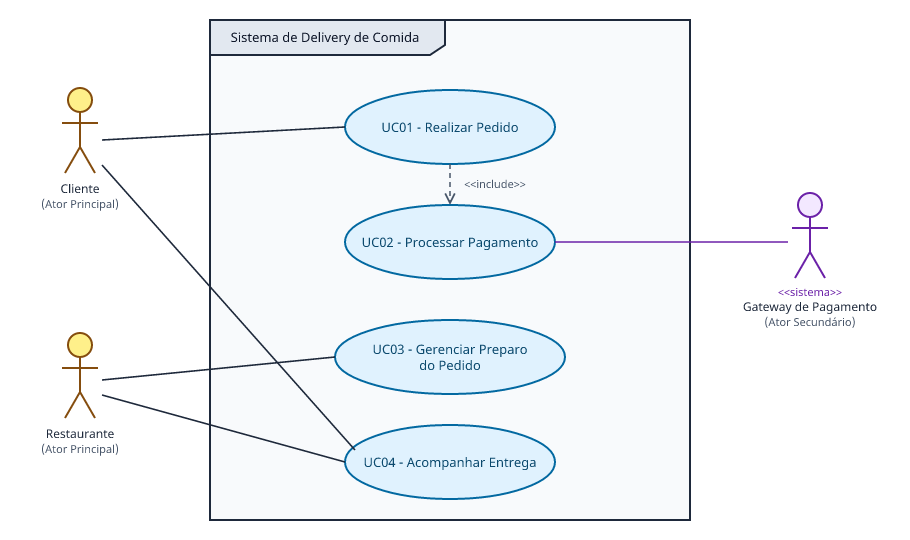 Sistema de Delivery de Comida
UC01 - Realizar Pedido
<<include>>
Cliente
(Ator Principal)
UC02 - Processar Pagamento
<<sistema>>
Gateway de Pagamento
(Ator Secundário)
UC03 - Gerenciar Preparo
do Pedido
Restaurante
(Ator Principal)
UC04 - Acompanhar Entrega